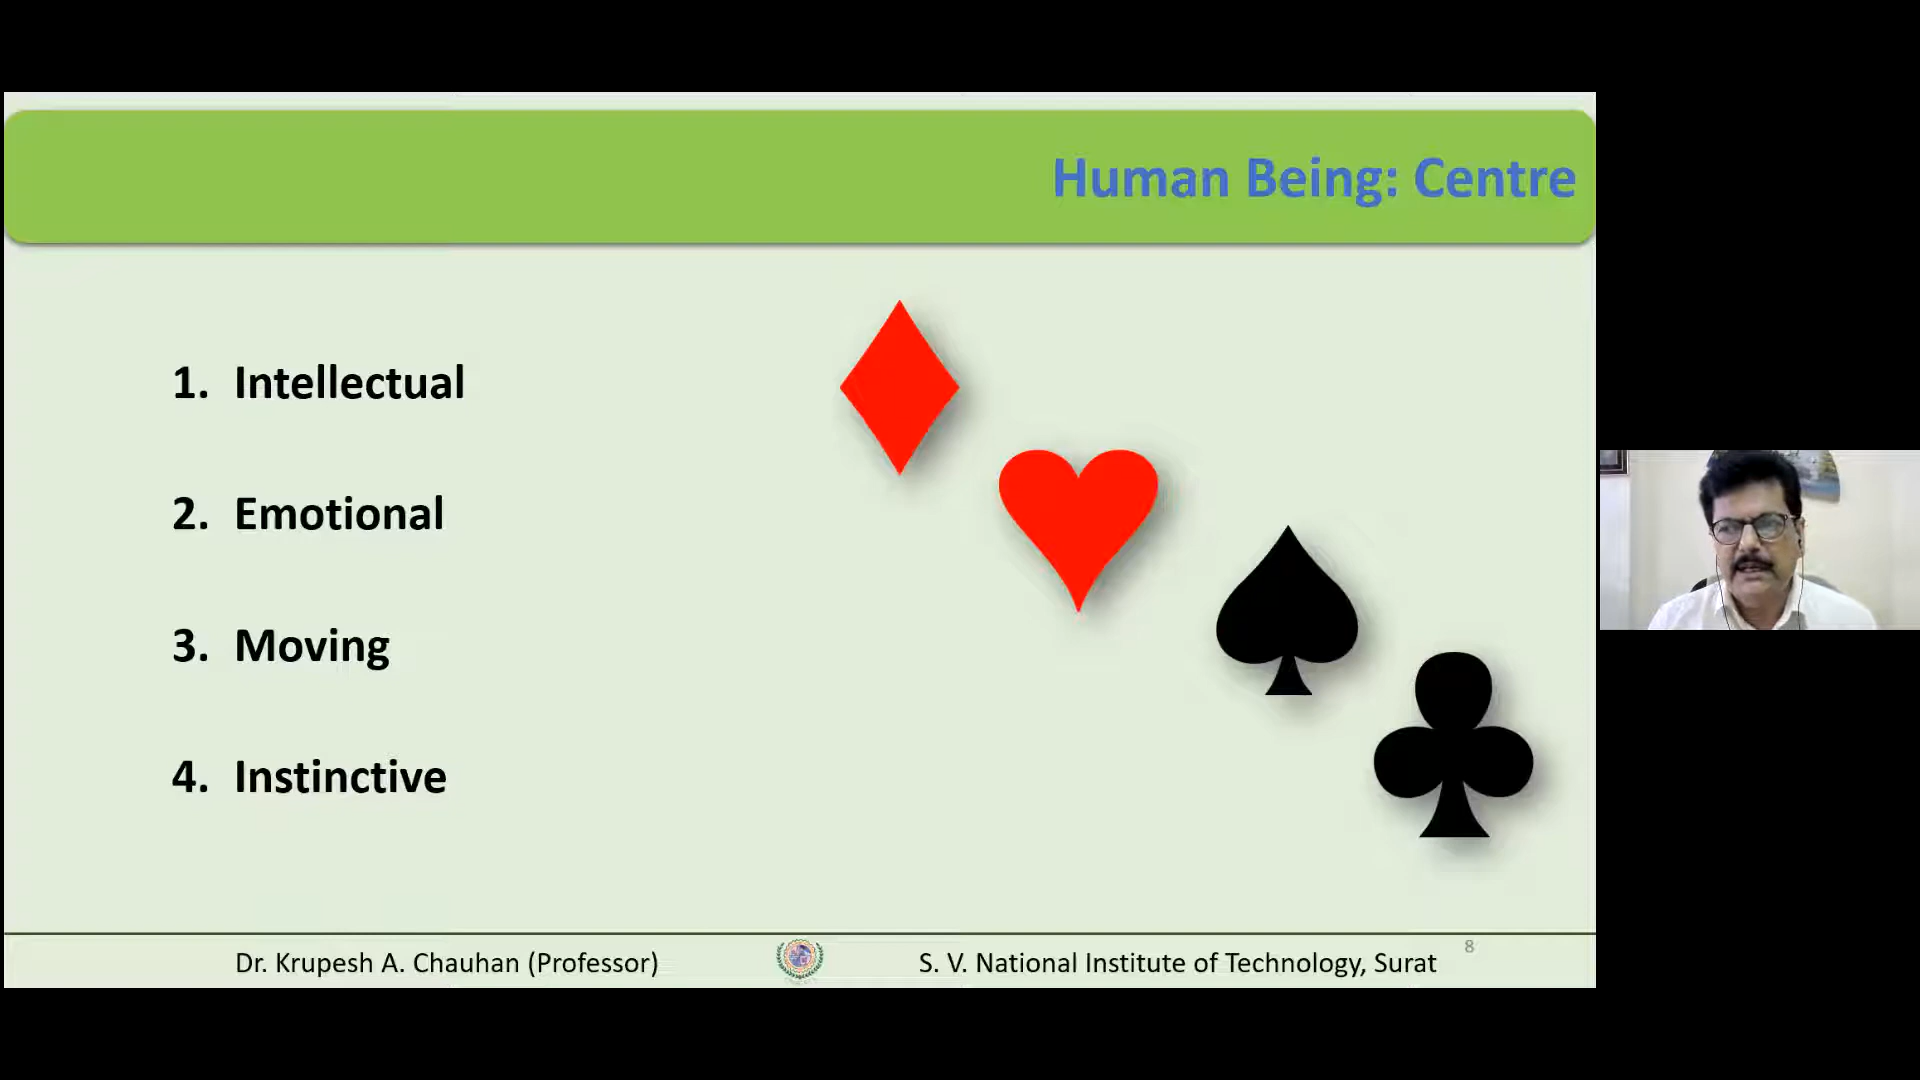 Human Being: Centre
1. Intellectual
2. Emotional
3. Moving
4. Instinctive
Dr. Krupesh A. Chauhan (Professor)
S. V. National Institute of Technology, Surat
8